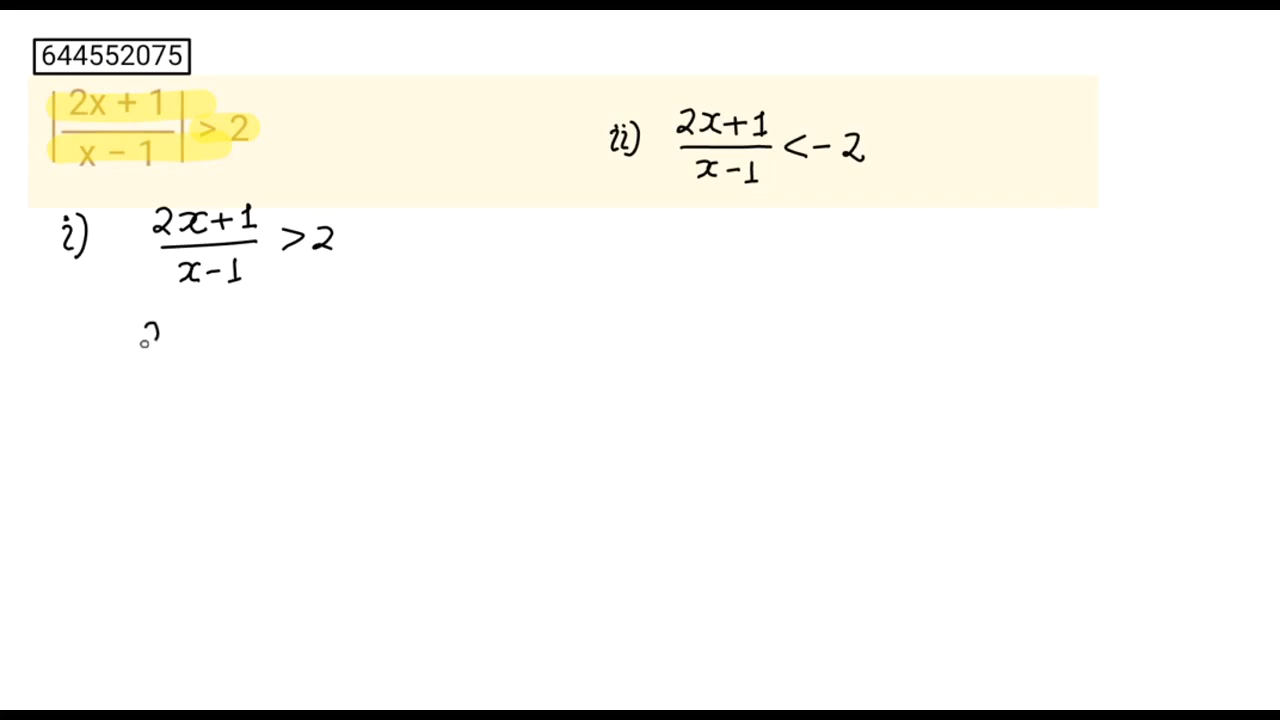 644552075
|(2x + 1)/(x − 1)| > 2
ii) (2x+1)/(x-1) < - 2
i) (2x+1)/(x-1) > 2